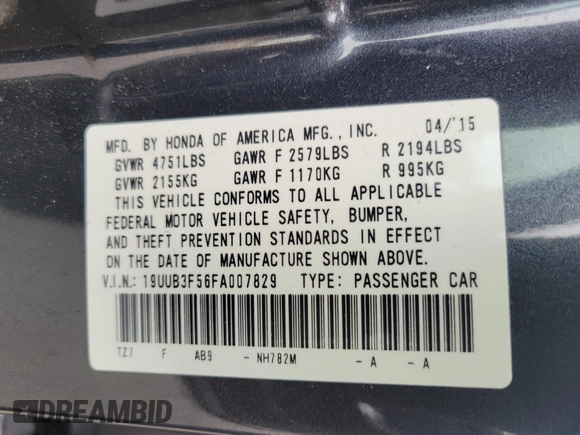 MFD. BY HONDA OF AMERICA MFG., INC. 04/'15
GVWR 4751LBS GAWR F 2579LBS R 2194LBS
GVWR 2155KG GAWR F 1170KG R 995KG
THIS VEHICLE CONFORMS TO ALL APPLICABLE
FEDERAL MOTOR VEHICLE SAFETY, BUMPER,
AND THEFT PREVENTION STANDARDS IN EFFECT
ON THE DATE OF MANUFACTURE SHOWN ABOVE.
V.I.N.: 19UUB3F56FA007829 TYPE: PASSENGER CAR
TZ7 F AB9 - NH782M - A - A
DREAMBID